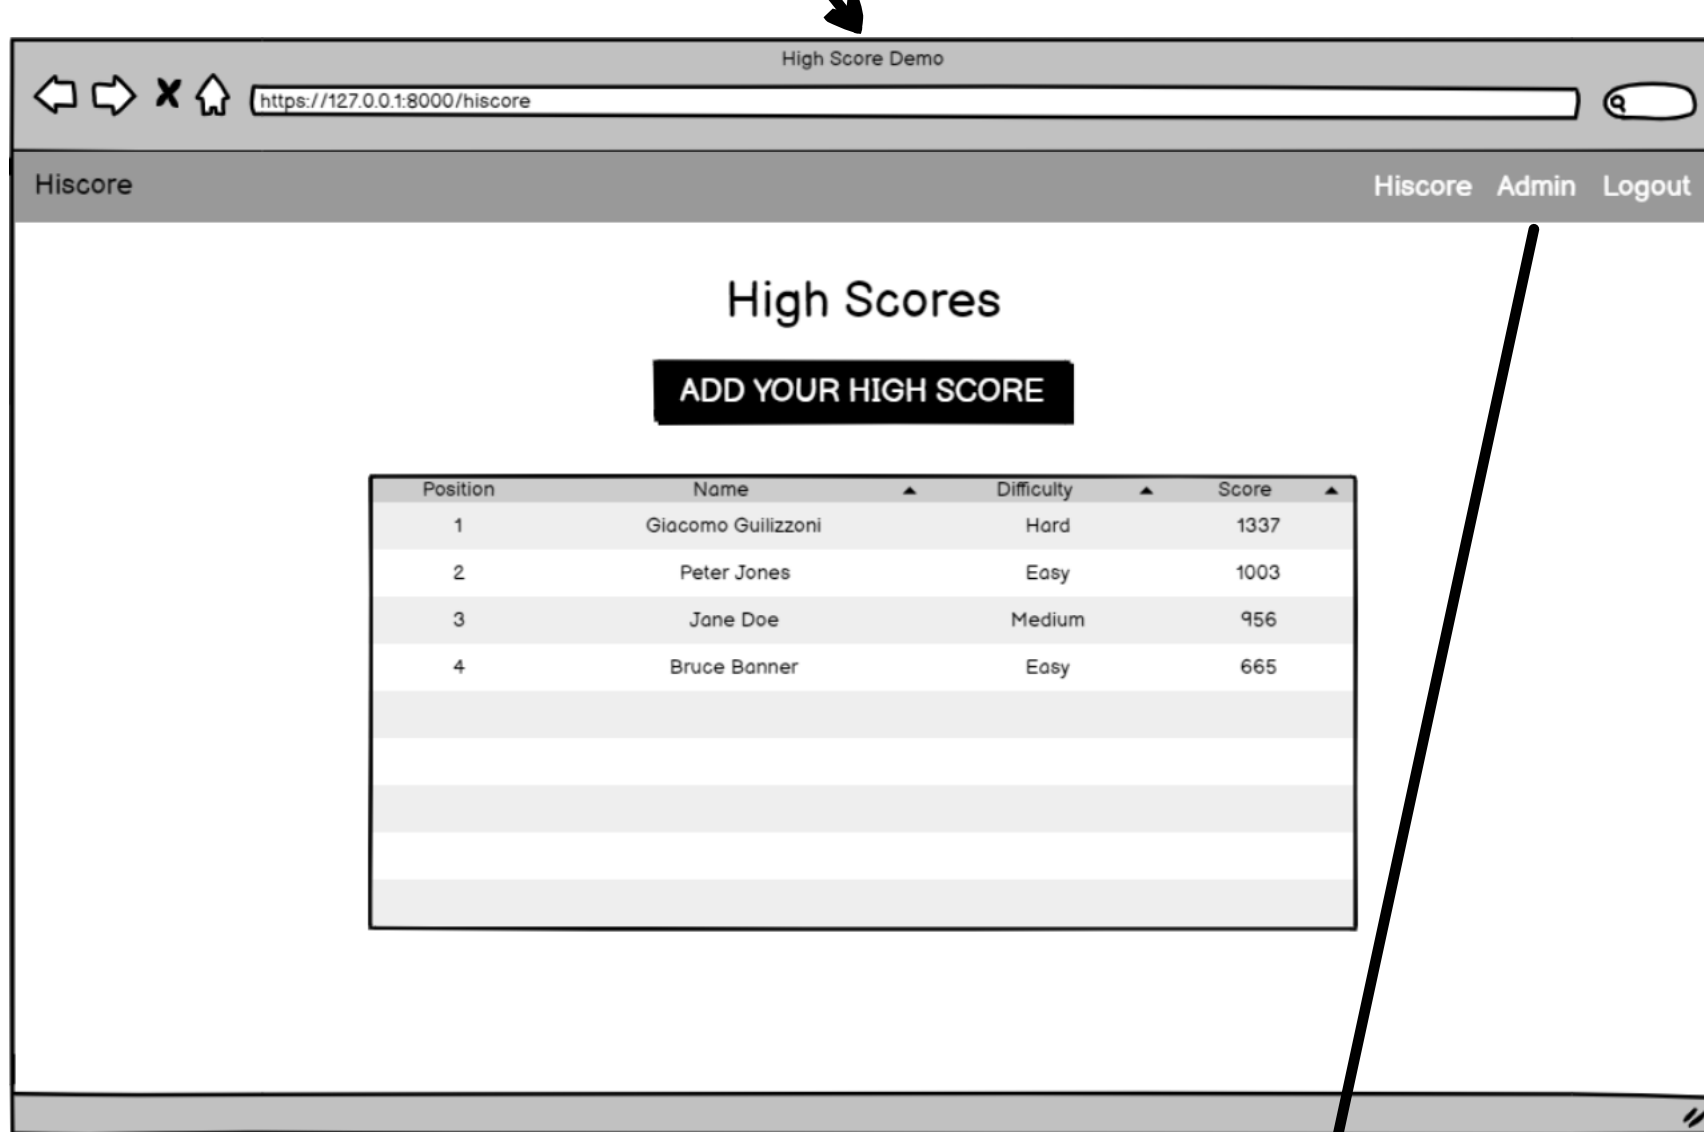 High Score Demo
https://127.0.0.1:8000/hiscore
Hiscore Hiscore Admin Logout
High Scores
ADD YOUR HIGH SCORE
Position Name Difficulty Score
1 Giacomo Guilizzoni Hard 1337
2 Peter Jones Easy 1003
3 Jane Doe Medium 956
4 Bruce Banner Easy 665